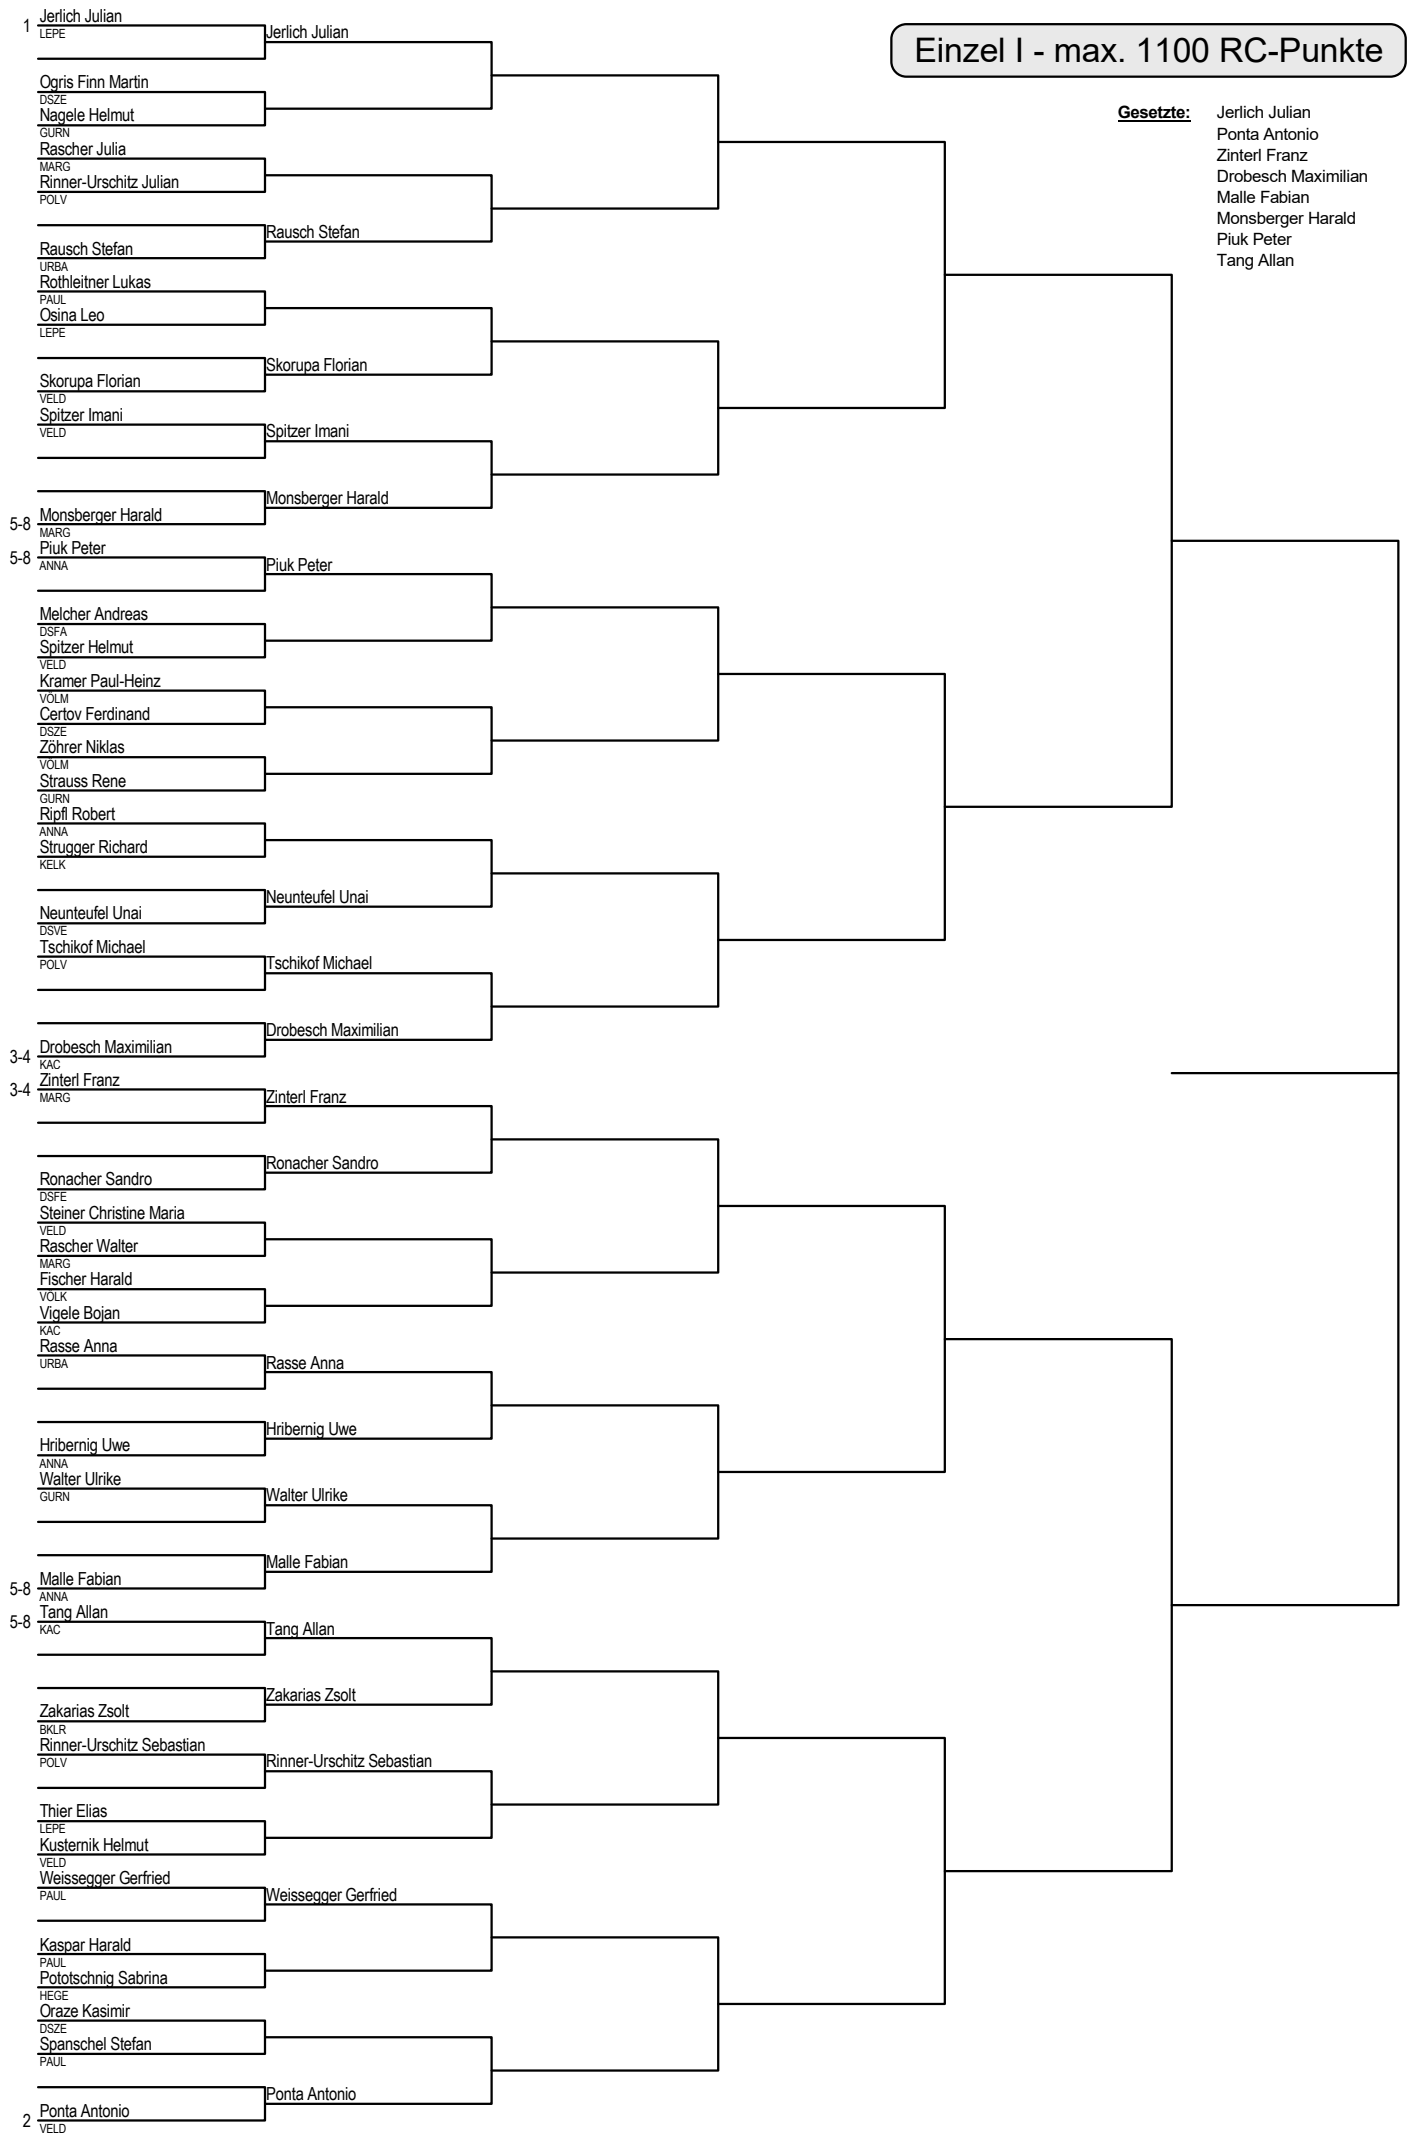 Einzel I - max. 1100 RC-Punkte
Gesetzte: Jerlich Julian
Ponta Antonio
Zinterl Franz
Drobesch Maximilian
Malle Fabian
Monsberger Harald
Piuk Peter
Tang Allan
1 Jerlich Julian
LEPE
Jerlich Julian
Ogris Finn Martin
DSZE
Nagele Helmut
GURN
Rascher Julia
MARG
Rinner-Urschitz Julian
POLV
Rausch Stefan
Rausch Stefan
URBA
Rothleitner Lukas
PAUL
Osina Leo
LEPE
Skorupa Florian
Skorupa Florian
VELD
Spitzer Imani
VELD
Spitzer Imani
Monsberger Harald
5-8 Monsberger Harald
MARG
5-8 Piuk Peter
ANNA
Piuk Peter
Melcher Andreas
DSFA
Spitzer Helmut
VELD
Kramer Paul-Heinz
VÖLM
Certov Ferdinand
DSZE
Zöhrer Niklas
VÖLM
Strauss Rene
GURN
Ripfl Robert
ANNA
Strugger Richard
KELK
Neunteufel Unai
Neunteufel Unai
DSVE
Tschikof Michael
POLV
Tschikof Michael
Drobesch Maximilian
3-4 Drobesch Maximilian
KAC
3-4 Zinterl Franz
MARG
Zinterl Franz
Ronacher Sandro
Ronacher Sandro
DSFE
Steiner Christine Maria
VELD
Rascher Walter
MARG
Fischer Harald
VÖLK
Vigele Bojan
KAC
Rasse Anna
URBA
Rasse Anna
Hribernig Uwe
Hribernig Uwe
ANNA
Walter Ulrike
GURN
Walter Ulrike
Malle Fabian
5-8 Malle Fabian
ANNA
5-8 Tang Allan
KAC
Tang Allan
Zakarias Zsolt
Zakarias Zsolt
BKLR
Rinner-Urschitz Sebastian
POLV
Rinner-Urschitz Sebastian
Thier Elias
LEPE
Kusternik Helmut
VELD
Weissegger Gerfried
PAUL
Weissegger Gerfried
Kaspar Harald
PAUL
Pototschnig Sabrina
HEGE
Oraze Kasimir
DSZE
Spanschel Stefan
PAUL
Ponta Antonio
2 Ponta Antonio
VELD